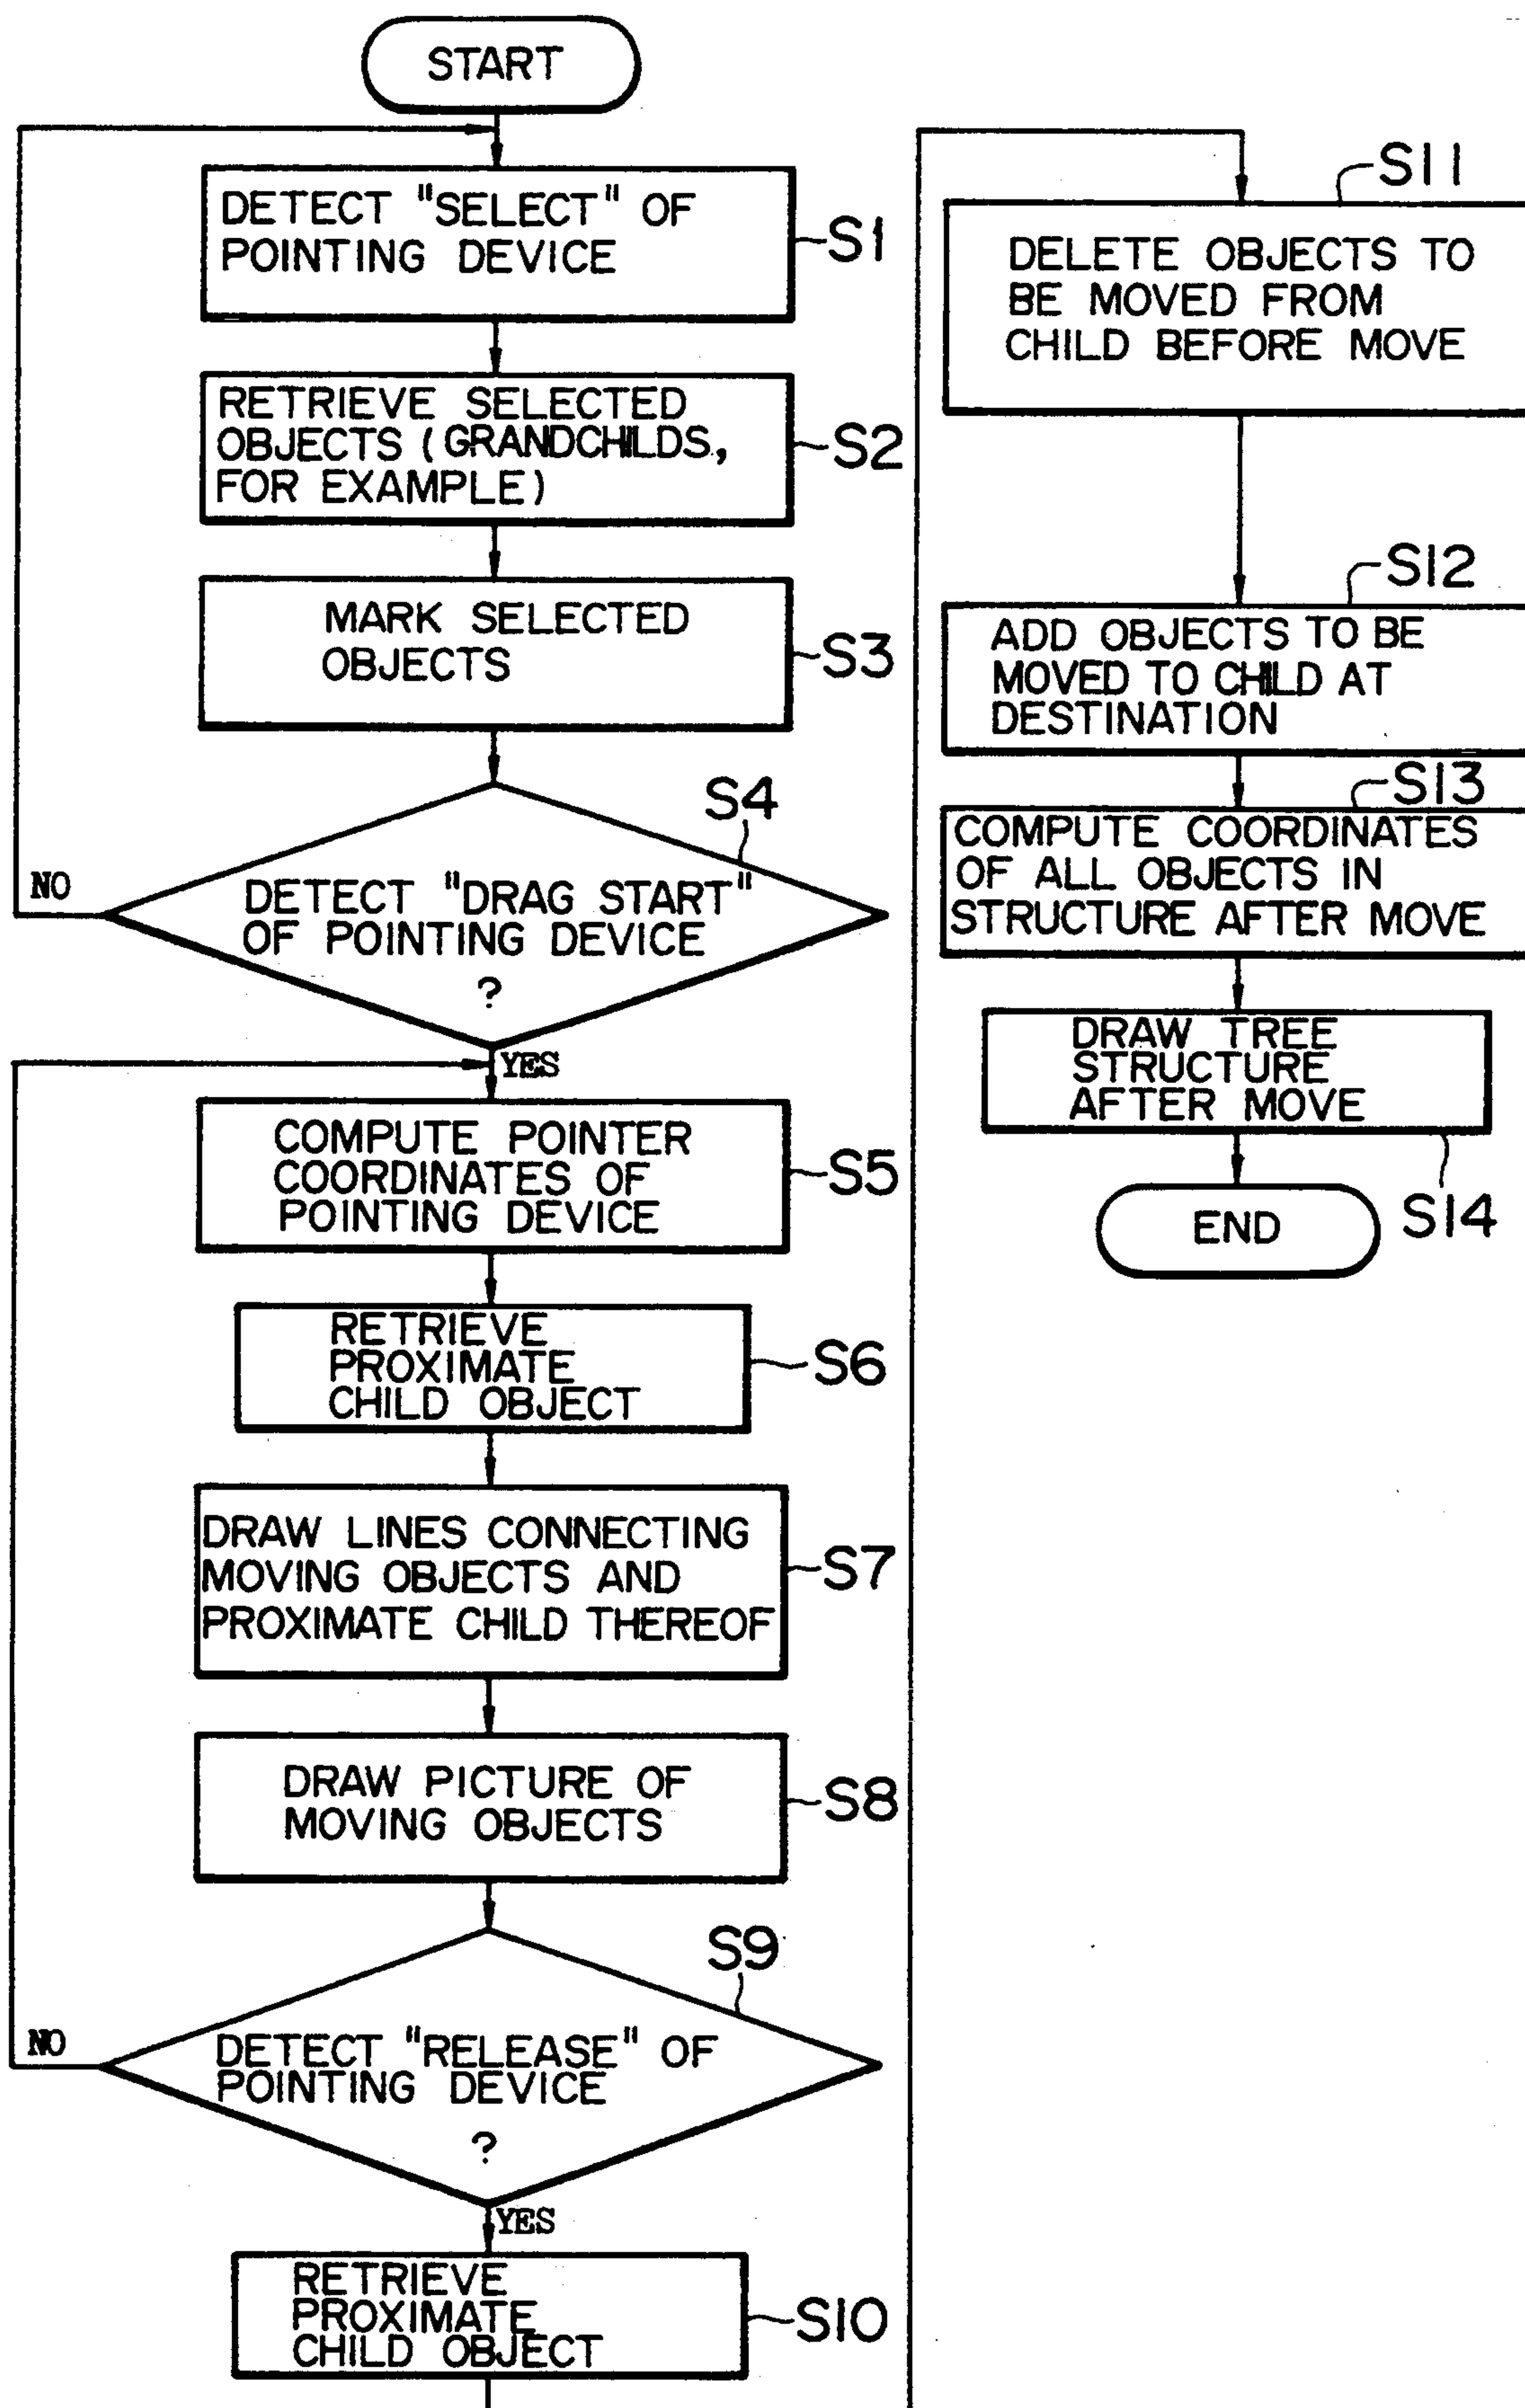 START
DETECT "SELECT" OF
POINTING DEVICE
S1
RETRIEVE SELECTED
OBJECTS (GRANDCHILDS,
FOR EXAMPLE)
S2
MARK SELECTED
OBJECTS
S3
S4
DETECT "DRAG START"
OF POINTING DEVICE
?
NO
YES
COMPUTE POINTER
COORDINATES OF
POINTING DEVICE
S5
RETRIEVE
PROXIMATE
CHILD OBJECT
S6
DRAW LINES CONNECTING
MOVING OBJECTS AND
PROXIMATE CHILD THEREOF
S7
DRAW PICTURE OF
MOVING OBJECTS
S8
S9
DETECT "RELEASE" OF
POINTING DEVICE
?
NO
YES
RETRIEVE
PROXIMATE
CHILD OBJECT
S10
S11
DELETE OBJECTS TO
BE MOVED FROM
CHILD BEFORE MOVE
S12
ADD OBJECTS TO BE
MOVED TO CHILD AT
DESTINATION
S13
COMPUTE COORDINATES
OF ALL OBJECTS IN
STRUCTURE AFTER MOVE
DRAW TREE
STRUCTURE
AFTER MOVE
S14
END